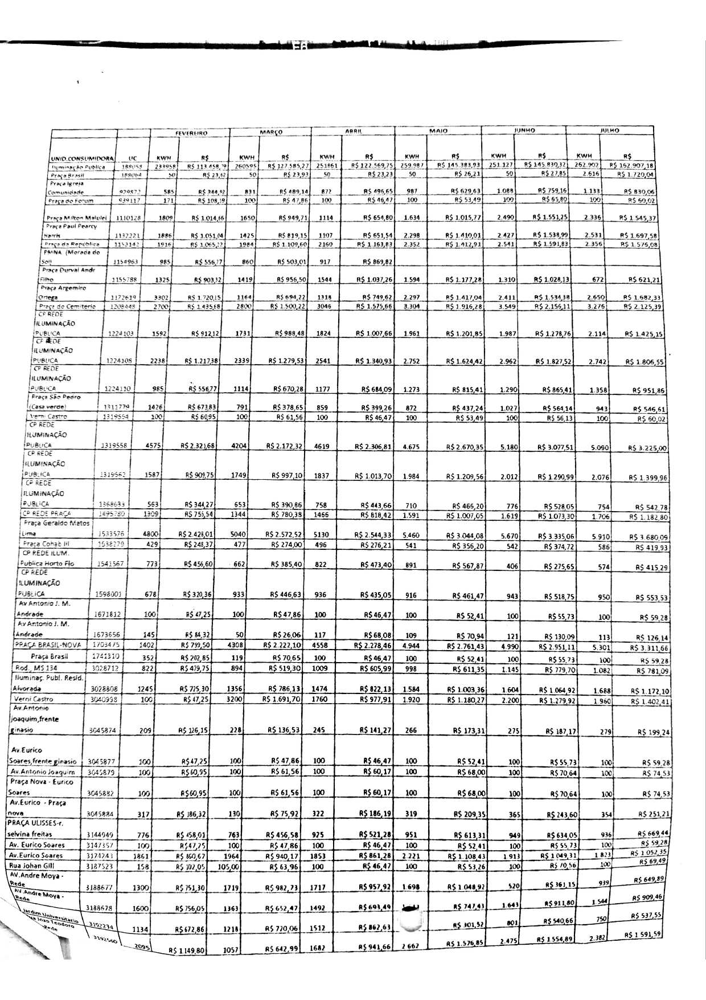 FEVEREIRO MARÇO ABRIL MAIO JUNHO JULHO
UNID.CONSUMIDORA UC KWH R$ KWH R$ KWH R$ KWH R$ KWH R$ KWH R$
Iluminação Publica 188058 233958 R$ 113.458,79 260595 R$ 127.585,27 251861 R$ 122.569,75 259.987 R$ 145.383,93 251.127 R$ 145.830,32 262.902 R$ 162.907,18
Praça Brasil 188064 50 R$ 23,62 50 R$ 23,93 50 R$ 23,23 50 R$ 26,21 50 R$ 27,85 2.616 R$ 1.720,04
Praça Igreja
Comunidade 929872 585 R$ 344,92 831 R$ 489,14 872 R$ 496,65 987 R$ 629,63 1.088 R$ 759,16 1.133 R$ 830,06
Praça do Forum 939117 171 R$ 108,19 100 R$ 47,86 100 R$ 46,47 100 R$ 53,49 100 R$ 65,80 100 R$ 60,02
Praça Milton Malulei 1110128 1809 R$ 1.014,66 1650 R$ 949,71 1114 R$ 654,80 1.634 R$ 1.015,77 2.490 R$ 1.551,25 2.336 R$ 1.545,37
Praça Paul Pearcy
Harris 1132221 1886 R$ 1.051,04 1425 R$ 819,15 1107 R$ 651,54 2.298 R$ 1.410,01 2.427 R$ 1.538,99 2.531 R$ 1.697,58
Praça da Republica 1153142 1916 R$ 1.065,22 1984 R$ 1.109,60 2160 R$ 1.163,83 2.352 R$ 1.412,91 2.541 R$ 1.591,83 2.356 R$ 1.576,08
PMNA (Morada do
Sol) 1154963 985 R$ 556,77 860 R$ 503,01 917 R$ 869,82
Praça Durval Andr
Filho 1155788 1325 R$ 903,32 1419 R$ 956,50 1544 R$ 1.037,26 1.594 R$ 1.177,28 1.310 R$ 1.028,13 672 R$ 621,21
Praça Argemiro
Ortega 1172619 3302 R$ 1.720,15 1164 R$ 694,22 1318 R$ 749,62 2.297 R$ 1.417,04 2.411 R$ 1.534,38 2.650 R$ 1.682,33
Praça do Cemiterio 1208448 2700 R$ 1.435,68 2800 R$ 1.500,22 3046 R$ 1.575,66 3.304 R$ 1.916,28 3.549 R$ 2.156,11 3.276 R$ 2.125,39
CP REDE
ILUMINAÇÃO
PUBLICA 1224103 1592 R$ 912,12 1731 R$ 988,48 1824 R$ 1.007,66 1.961 R$ 1.201,85 1.987 R$ 1.278,76 2.114 R$ 1.425,15
CP REDE
ILUMINAÇÃO
PUBLICA 1224108 2238 R$ 1.217,38 2339 R$ 1.279,53 2541 R$ 1.340,93 2.752 R$ 1.624,42 2.962 R$ 1.827,52 2.742 R$ 1.806,55
CP REDE
ILUMINAÇÃO
PUBLICA 1224110 985 R$ 556,77 1114 R$ 670,28 1177 R$ 684,09 1.273 R$ 815,41 1.290 R$ 865,41 1.358 R$ 951,86
Praça São Pedro
(Casa verde) 1311779 1426 R$ 673,83 791 R$ 378,65 859 R$ 399,26 872 R$ 437,24 1.027 R$ 564,14 943 R$ 546,61
Verni Castro 1319554 100 R$ 60,95 100 R$ 61,56 100 R$ 46,47 100 R$ 53,49 100 R$ 56,13 100 R$ 60,02
CP REDE
ILUMINAÇÃO
PUBLICA 1319558 4575 R$ 2.321,68 4204 R$ 2.172,32 4619 R$ 2.306,81 4.675 R$ 2.670,35 5.180 R$ 3.077,51 5.090 R$ 3.225,00
CP REDE
ILUMINAÇÃO
PUBLICA 1319562 1587 R$ 909,75 1749 R$ 997,10 1837 R$ 1.013,70 1.984 R$ 1.209,56 2.012 R$ 1.290,99 2.076 R$ 1.399,96
CP REDE
ILUMINAÇÃO
PUBLICA 1368633 563 R$ 344,27 653 R$ 390,86 758 R$ 443,66 710 R$ 466,20 776 R$ 528,05 754 R$ 542,78
CP REDE PRAÇA 1495780 1309 R$ 755,54 1344 R$ 780,38 1466 R$ 818,42 1.591 R$ 1.007,05 1.619 R$ 1.073,30 1.706 R$ 1.182,80
Praça Geraldo Matos
Lima 1533576 4800 R$ 2.428,01 5040 R$ 2.572,52 5130 R$ 2.544,33 5.460 R$ 3.044,08 5.670 R$ 3.335,06 5.910 R$ 3.680,09
Praça Cohab III 1538279 429 R$ 248,37 477 R$ 274,00 496 R$ 276,21 541 R$ 356,20 542 R$ 374,72 586 R$ 419,93
CP REDE ILUM.
Publica Horto Flo 1541567 773 R$ 456,60 662 R$ 385,40 822 R$ 473,40 891 R$ 567,87 406 R$ 275,65 574 R$ 415,29
CP REDE
ILUMINAÇÃO
PUBLICA 1598001 678 R$ 320,36 933 R$ 446,63 936 R$ 435,05 916 R$ 461,47 943 R$ 518,75 950 R$ 553,53
Av Antonio J. M.
Andrade 1671812 100 R$ 47,25 100 R$ 47,86 100 R$ 46,47 100 R$ 52,41 100 R$ 55,73 100 R$ 59,28
Av Antonio J. M.
Andrade 1673656 145 R$ 84,32 50 R$ 26,06 117 R$ 68,08 109 R$ 70,94 121 R$ 130,09 113 R$ 126,14
PRAÇA BRASIL-NOVA 1703475 1402 R$ 799,50 4308 R$ 2.222,10 4558 R$ 2.278,46 4.944 R$ 2.761,43 4.990 R$ 2.951,11 5.301 R$ 3.311,66
Praça Brasil 1741310 352 R$ 202,85 119 R$ 70,65 100 R$ 46,47 100 R$ 52,41 100 R$ 55,73 100 R$ 59,28
Rod., MS 134 3028712 822 R$ 479,75 894 R$ 519,30 1009 R$ 605,99 998 R$ 611,35 1.145 R$ 779,70 1.082 R$ 781,09
Iluminaç. Publ. Resid.
Alvorada 3028808 1245 R$ 725,30 1356 R$ 786,13 1474 R$ 822,13 1.584 R$ 1.003,36 1.604 R$ 1.064,92 1.688 R$ 1.172,10
Verni Castro 3040998 100 R$ 47,25 3200 R$ 1.691,70 1760 R$ 977,91 1.920 R$ 1.180,27 2.200 R$ 1.279,92 1.960 R$ 1.402,41
Av.Antonio
joaquim,frente
ginasio 3045874 209 R$ 126,15 228 R$ 136,53 245 R$ 141,27 266 R$ 173,31 275 R$ 187,17 279 R$ 199,24
Av.Eurico
Soares,frente ginasio 3045877 100 R$ 47,25 100 R$ 47,86 100 R$ 46,47 100 R$ 52,41 100 R$ 55,73 100 R$ 59,28
Av.Antonio Joaquim 3045879 100 R$ 60,95 100 R$ 61,56 100 R$ 60,17 100 R$ 68,00 100 R$ 70,64 100 R$ 74,53
Praça Nova - Eurico
Soares 3045882 100 R$ 60,95 100 R$ 61,56 100 R$ 60,17 100 R$ 68,00 100 R$ 70,64 100 R$ 74,53
Av.Eurico - Praça
nova 3045884 317 R$ 186,32 130 R$ 75,92 322 R$ 186,19 319 R$ 209,35 365 R$ 243,60 354 R$ 251,21
PRAÇA ULISSES-r.
selvina freitas 3144949 776 R$ 458,01 763 R$ 456,58 925 R$ 521,28 951 R$ 613,31 949 R$ 634,05 936 R$ 669,44
Av. Eurico Soares 3147357 100 R$ 47,25 100 R$ 47,86 100 R$ 46,47 100 R$ 52,41 100 R$ 55,73 100 R$ 59,28
Av.Eurico Soares 3174243 1861 R$ 860,67 1964 R$ 940,17 1853 R$ 861,28 2.221 R$ 1.108,43 1.913 R$ 1 049,31 1 823 R$ 1 052,35
Rua Johan Gill 3187523 158 R$ 102,05 105,00 R$ 63,96 100 R$ 46,47 100 R$ 53,26 100 R$ 70,56 100 R$ 69,49
AV.Andre Moya -
Rede 3188677 1300 R$ 751,30 1719 R$ 982,73 1717 R$ 957,92 1.698 R$ 1 048,92 520 R$ 361,15 939 R$ 649,89
AV.Andre Moya -
Rede 3188678 1600 R$ 756,05 1363 R$ 652,47 1492 R$ 693,49 R$ 747,43 1.643 R$ 911,80 1.544 R$ 909,46
Jardim Universitario 3192234 1134 R$ 672,86 1218 R$ 720,06 1512 R$ 862,63 R$ 301,52 801 R$ 540,66 750 R$ 537,55
Joao Teodoro
Rede 3192560 2095 R$ 1.149,80 1057 R$ 642,99 1682 R$ 941,66 2 662 R$ 1.576,85 2.475 R$ 1.554,89 2.382 R$ 1 591,59